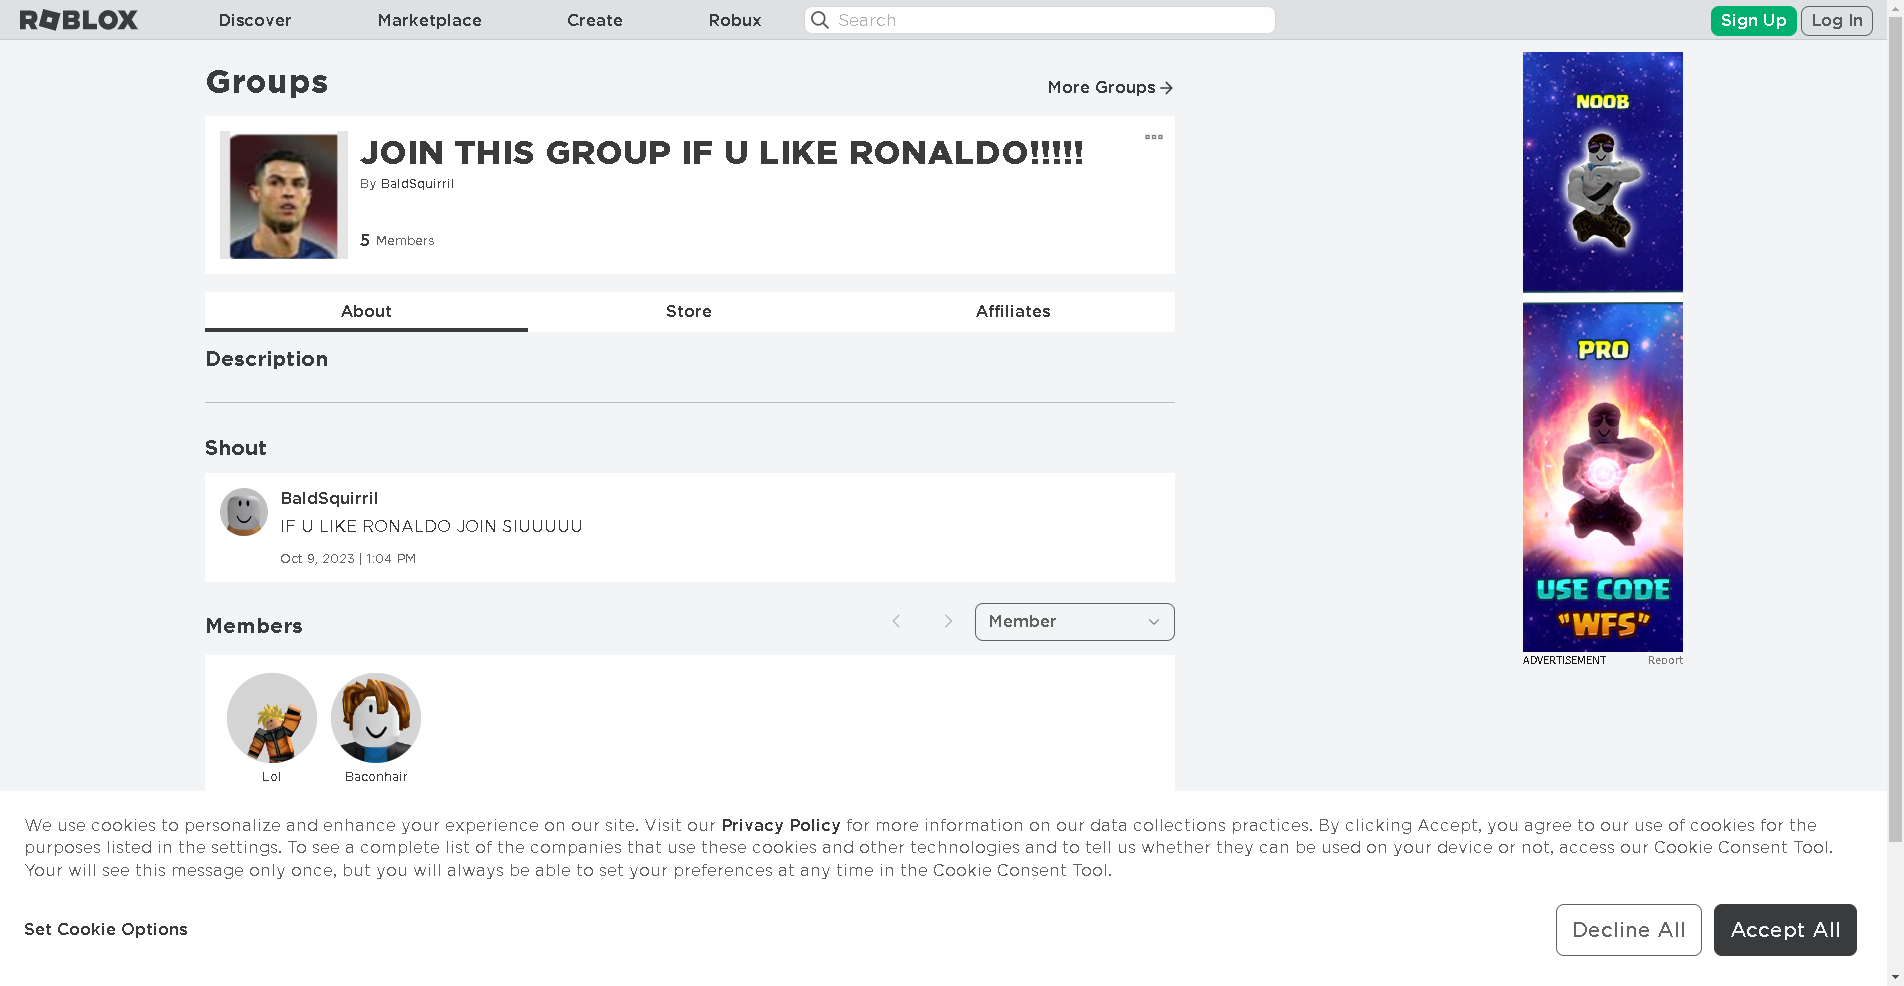 ROBLOX
Discover
Marketplace
Create
Robux
Search
Sign Up
Log In
Groups
More Groups
JOIN THIS GROUP IF U LIKE RONALDO!!!!!
By BaldSquirril
5 Members
About
Store
Affiliates
Description
Shout
BaldSquirril
IF U LIKE RONALDO JOIN SIUUUUU
Oct 9, 2023 | 1:04 PM
Members
Member
Lol
Baconhair
NOOB
PRO
USE CODE
"WFS"
ADVERTISEMENT
Report
We use cookies to personalize and enhance your experience on our site. Visit our Privacy Policy for more information on our data collections practices. By clicking Accept, you agree to our use of cookies for the
purposes listed in the settings. To see a complete list of the companies that use these cookies and other technologies and to tell us whether they can be used on your device or not, access our Cookie Consent Tool.
Your will see this message only once, but you will always be able to set your preferences at any time in the Cookie Consent Tool.
Set Cookie Options
Decline All
Accept All